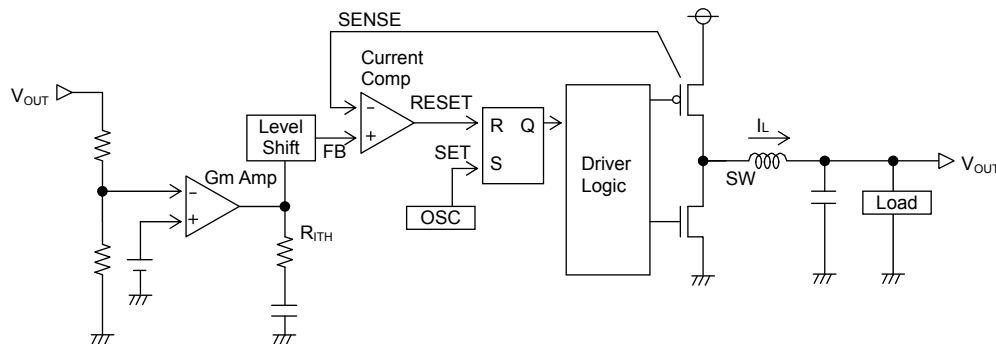 SENSE
Current
Comp
VOUT
RESET
Level
Shift
FB
R Q
S
SET
Driver
Logic
IL
SW
VOUT
Gm Amp
OSC
Load
RITH